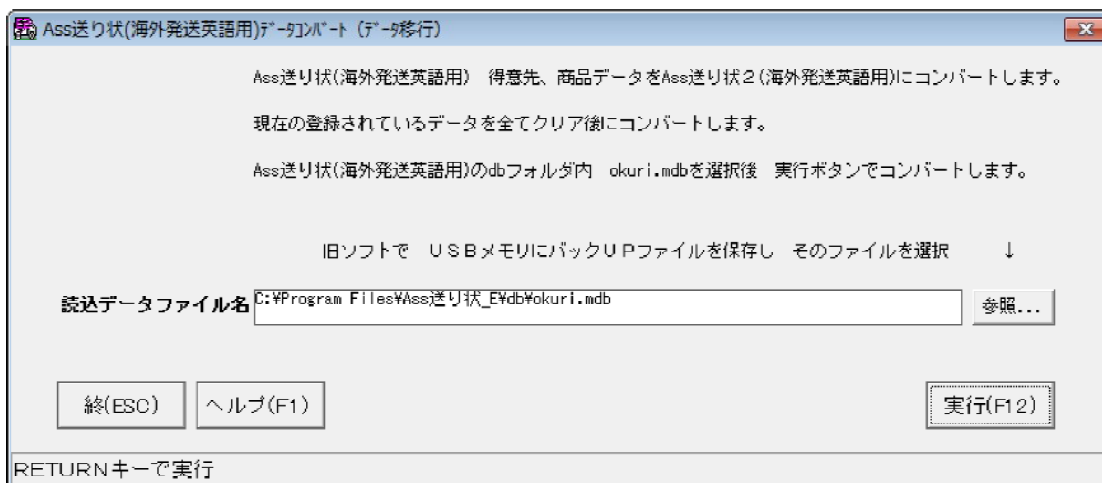 Ass送り状(海外発送英語用)ﾃﾞｰﾀｺﾝﾊﾞｰﾄ (ﾃﾞｰﾀ移行)
Ass送り状(海外発送英語用)　得意先、商品データをAss送り状2(海外発送英語用)にコンバートします。
現在の登録されているデータを全てクリア後にコンバートします。
Ass送り状(海外発送英語用)のdbフォルダ内　okuri.mdbを選択後　実行ボタンでコンバートします。
旧ソフトで　USBメモリにバックUPファイルを保存し　そのファイルを選択　↓
読込データファイル名 C:¥Program Files¥Ass送り状_E¥db¥okuri.mdb 参照...
終(ESC) ヘルプ(F1) 実行(F12)
RETURNキーで実行